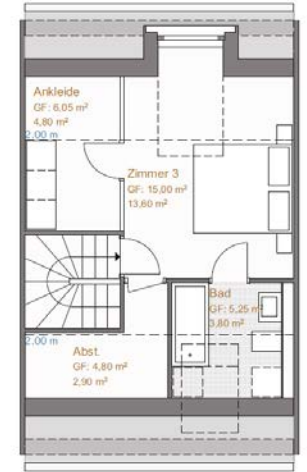 Ankleide
GF: 6,05 m²
4,80 m²
2.00 m
Zimmer 3
GF: 15,00 m²
13,60 m²
Bad
GF: 5,25 m²
3,80 m²
2.00 m
Abst.
GF: 4,80 m²
2,90 m²